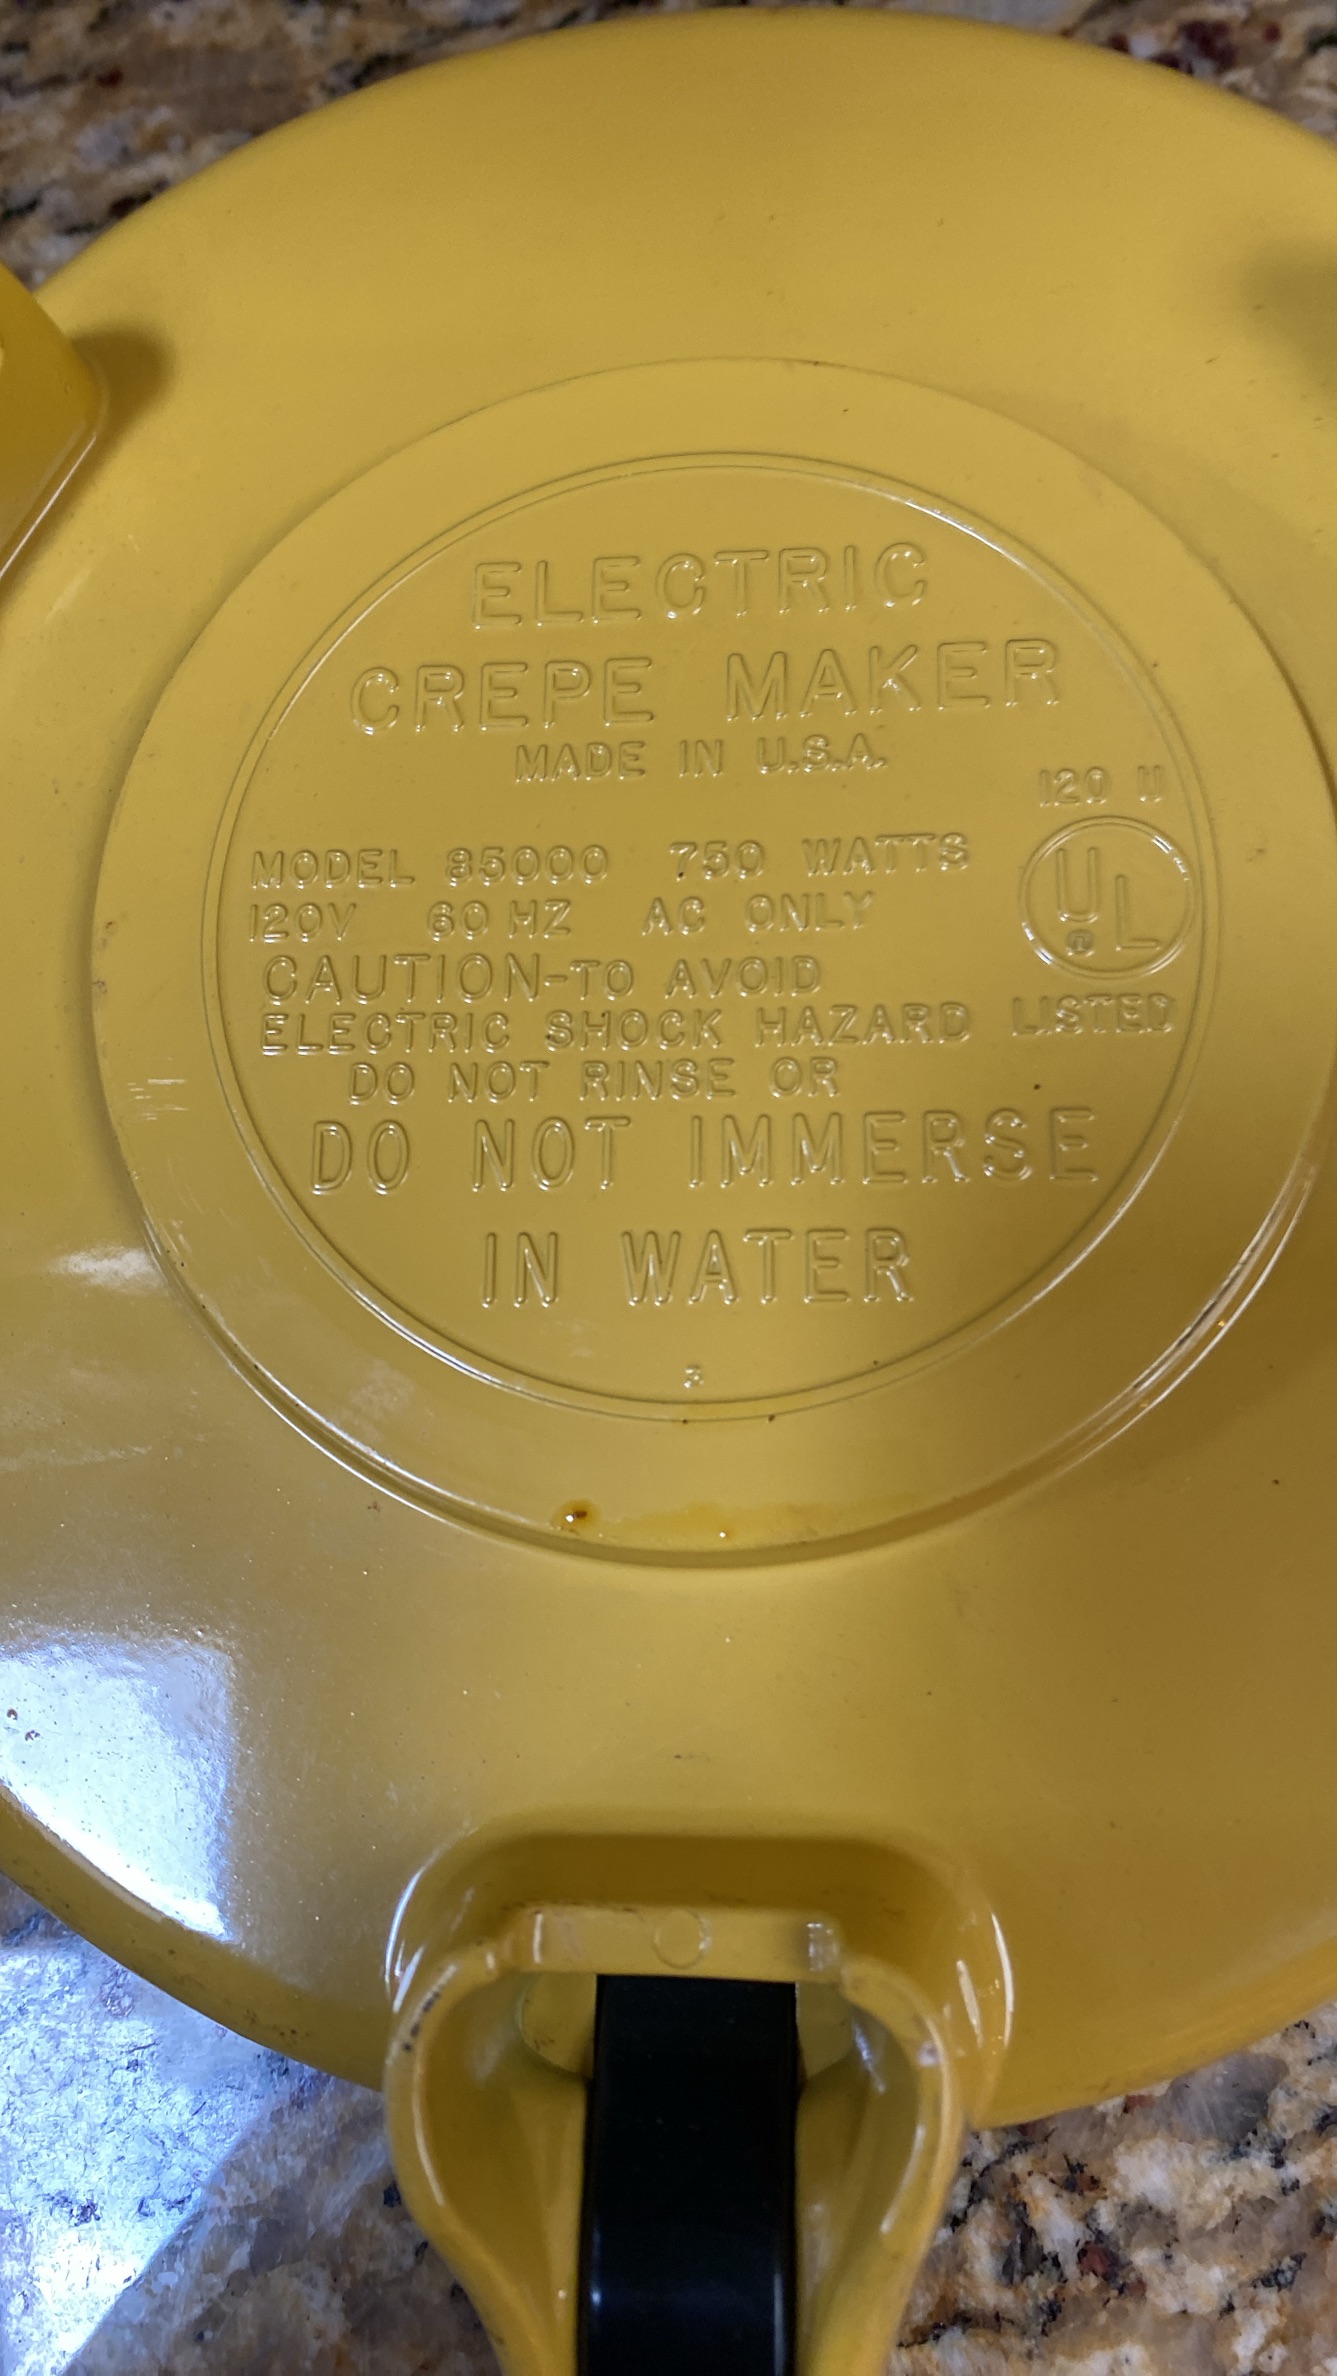 ELECTRIC
CREPE MAKER
MADE IN U.S.A.
120 U
MODEL 85000 750 WATTS
120V 60 HZ AC ONLY
UL
®
CAUTION-TO AVOID
ELECTRIC SHOCK HAZARD
LISTED
DO NOT RINSE OR
DO NOT IMMERSE
IN WATER